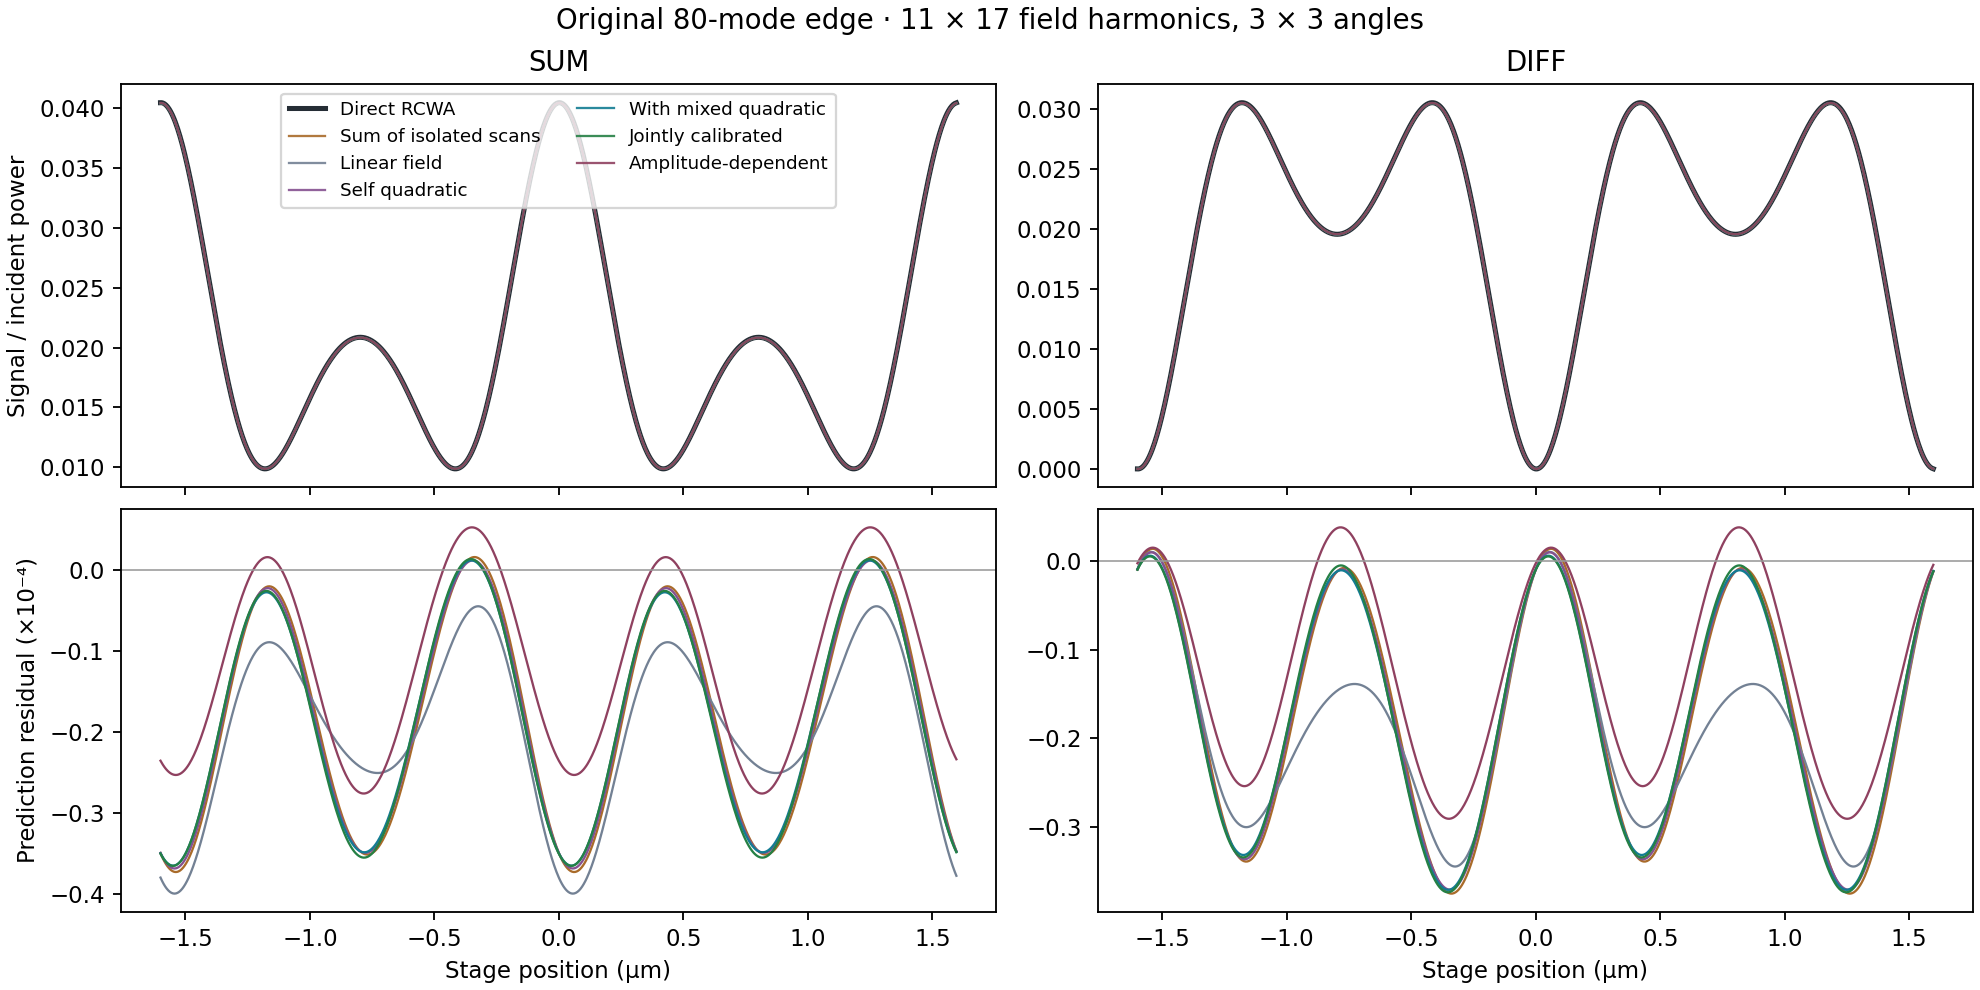 Original 80-mode edge · 11 × 17 field harmonics, 3 × 3 angles
SUM
DIFF
Signal / incident power
0.040
0.035
0.030
0.025
0.020
0.015
0.010
Direct RCWA
Sum of isolated scans
Linear field
Self quadratic
With mixed quadratic
Jointly calibrated
Amplitude-dependent
0.030
0.025
0.020
0.015
0.010
0.005
0.000
Prediction residual (×10⁻⁴)
0.0
−0.1
−0.2
−0.3
−0.4
−1.5 −1.0 −0.5 0.0 0.5 1.0 1.5
Stage position (μm)
0.0
−0.1
−0.2
−0.3
−1.5 −1.0 −0.5 0.0 0.5 1.0 1.5
Stage position (μm)